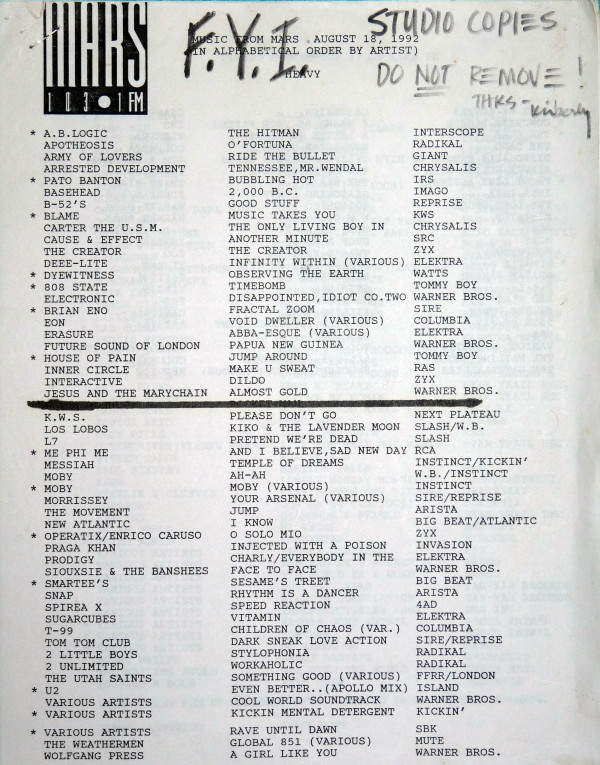 MARS
103.1 FM
F.Y.I.
STUDIO COPIES
DO NOT REMOVE!
THKS - Kimberly
MUSIC FROM MARS AUGUST 18, 1992
(IN ALPHABETICAL ORDER BY ARTIST)
HEAVY
* A.B.LOGIC THE HITMAN INTERSCOPE
APOTHEOSIS O'FORTUNA RADIKAL
ARMY OF LOVERS RIDE THE BULLET GIANT
ARRESTED DEVELOPMENT TENNESSEE,MR.WENDAL CHRYSALIS
* PATO BANTON BUBBLING HOT IRS
BASEHEAD 2,000 B.C. IMAGO
B-52'S GOOD STUFF REPRISE
* BLAME MUSIC TAKES YOU KWS
CARTER THE U.S.M. THE ONLY LIVING BOY IN CHRYSALIS
CAUSE & EFFECT ANOTHER MINUTE SRC
THE CREATOR THE CREATOR ZYX
DEEE-LITE INFINITY WITHIN (VARIOUS) ELEKTRA
* DYEWITNESS OBSERVING THE EARTH WATTS
* 808 STATE TIMEBOMB TOMMY BOY
ELECTRONIC DISAPPOINTED,IDIOT CO.TWO WARNER BROS.
* BRIAN ENO FRACTAL ZOOM SIRE
EON VOID DWELLER (VARIOUS) COLUMBIA
ERASURE ABBA-ESQUE (VARIOUS) ELEKTRA
FUTURE SOUND OF LONDON PAPUA NEW GUINEA WARNER BROS.
* HOUSE OF PAIN JUMP AROUND TOMMY BOY
INNER CIRCLE MAKE U SWEAT RAS
INTERACTIVE DILDO ZYX
JESUS AND THE MARYCHAIN ALMOST GOLD WARNER BROS.
K.W.S. PLEASE DON'T GO NEXT PLATEAU
LOS LOBOS KIKO & THE LAVENDER MOON SLASH/W.B.
L7 PRETEND WE'RE DEAD SLASH
* ME PHI ME AND I BELIEVE,SAD NEW DAY RCA
MESSIAH TEMPLE OF DREAMS INSTINCT/KICKIN'
MOBY AH-AH W.B./INSTINCT
* MOBY MOBY (VARIOUS) INSTINCT
MORRISSEY YOUR ARSENAL (VARIOUS) SIRE/REPRISE
THE MOVEMENT JUMP ARISTA
NEW ATLANTIC I KNOW BIG BEAT/ATLANTIC
* OPERATIX/ENRICO CARUSO O SOLO MIO ZYX
PRAGA KHAN INJECTED WITH A POISON INVASION
PRODIGY CHARLY/EVERYBODY IN THE ELEKTRA
SIOUXSIE & THE BANSHEES FACE TO FACE WARNER BROS.
* SMARTEE'S SESAME'S TREET BIG BEAT
SNAP RHYTHM IS A DANCER ARISTA
SPIREA X SPEED REACTION 4AD
SUGARCUBES VITAMIN ELEKTRA
T-99 CHILDREN OF CHAOS (VAR.) COLUMBIA
TOM TOM CLUB DARK SNEAK LOVE ACTION SIRE/REPRISE
2 LITTLE BOYS STYLOPHONIA RADIKAL
2 UNLIMITED WORKAHOLIC RADIKAL
THE UTAH SAINTS SOMETHING GOOD (VARIOUS) FFRR/LONDON
* U2 EVEN BETTER..(APOLLO MIX) ISLAND
VARIOUS ARTISTS COOL WORLD SOUNDTRACK WARNER BROS.
* VARIOUS ARTISTS KICKIN MENTAL DETERGENT KICKIN'
* VARIOUS ARTISTS RAVE UNTIL DAWN SBK
THE WEATHERMEN GLOBAL 851 (VARIOUS) MUTE
WOLFGANG PRESS A GIRL LIKE YOU WARNER BROS.